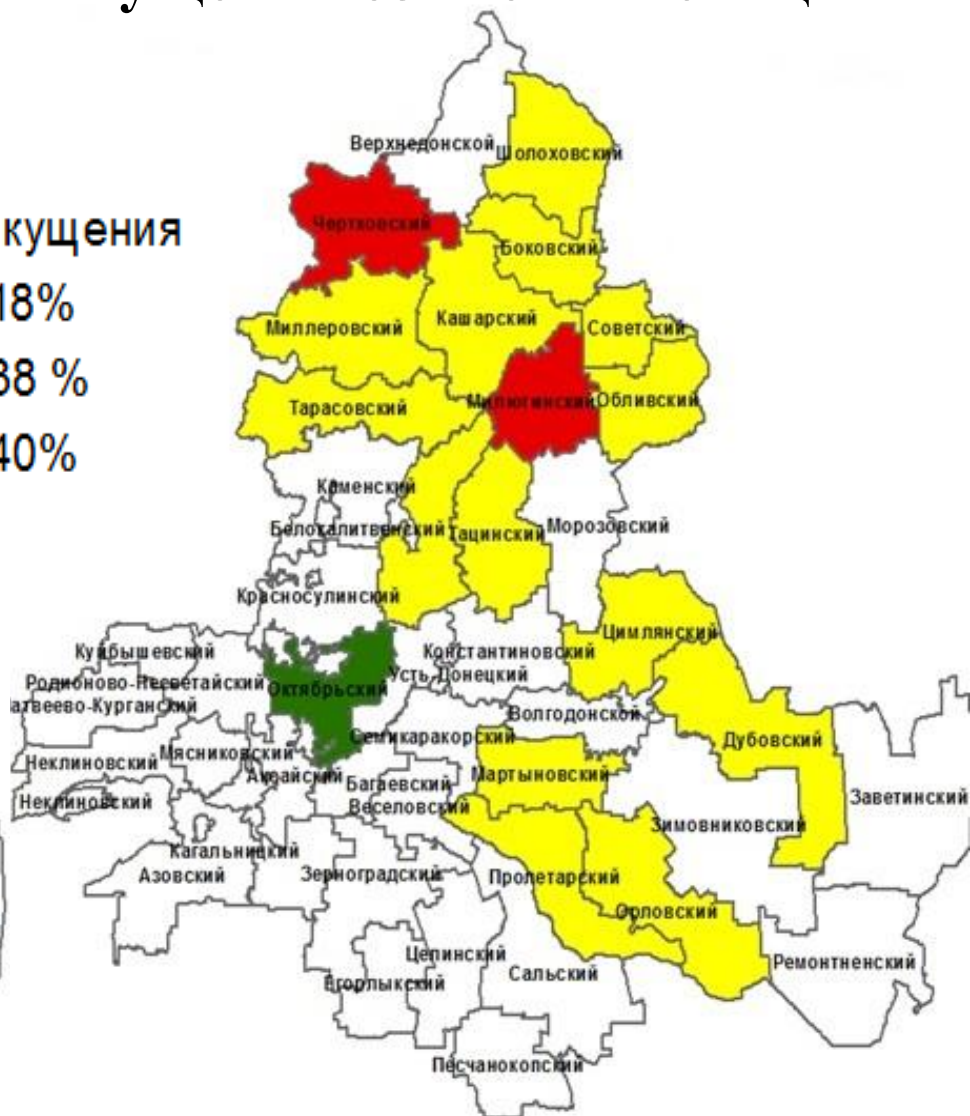 Верхнедонской
Шолоховский
Чертковский
кущения
Боковский
18%
Миллеровский
Кашарский
Советский
38 %
Тарасовский
Милютинский
Обливский
40%
Каменский
Белокалитвенский
Тацинский
Морозовский
Красносулинский
Куйбышевский
Константиновский
Цимлянский
Родионово-Несветайский
Октябрьский
Усть-Донецкий
атвеево-Курганский
Волгодонской
Семикаракорский
Дубовский
Неклиновский
Мясниковский
Аксайский
Багаевский
Мартыновский
Неклиновский
Веселовский
Заветинский
Зимовниковский
Кагальницкий
Азовский
Зерноградский
Пролетарский
Орловский
Целинский
Егорлыкский
Сальский
Ремонтненский
Песчанокопский